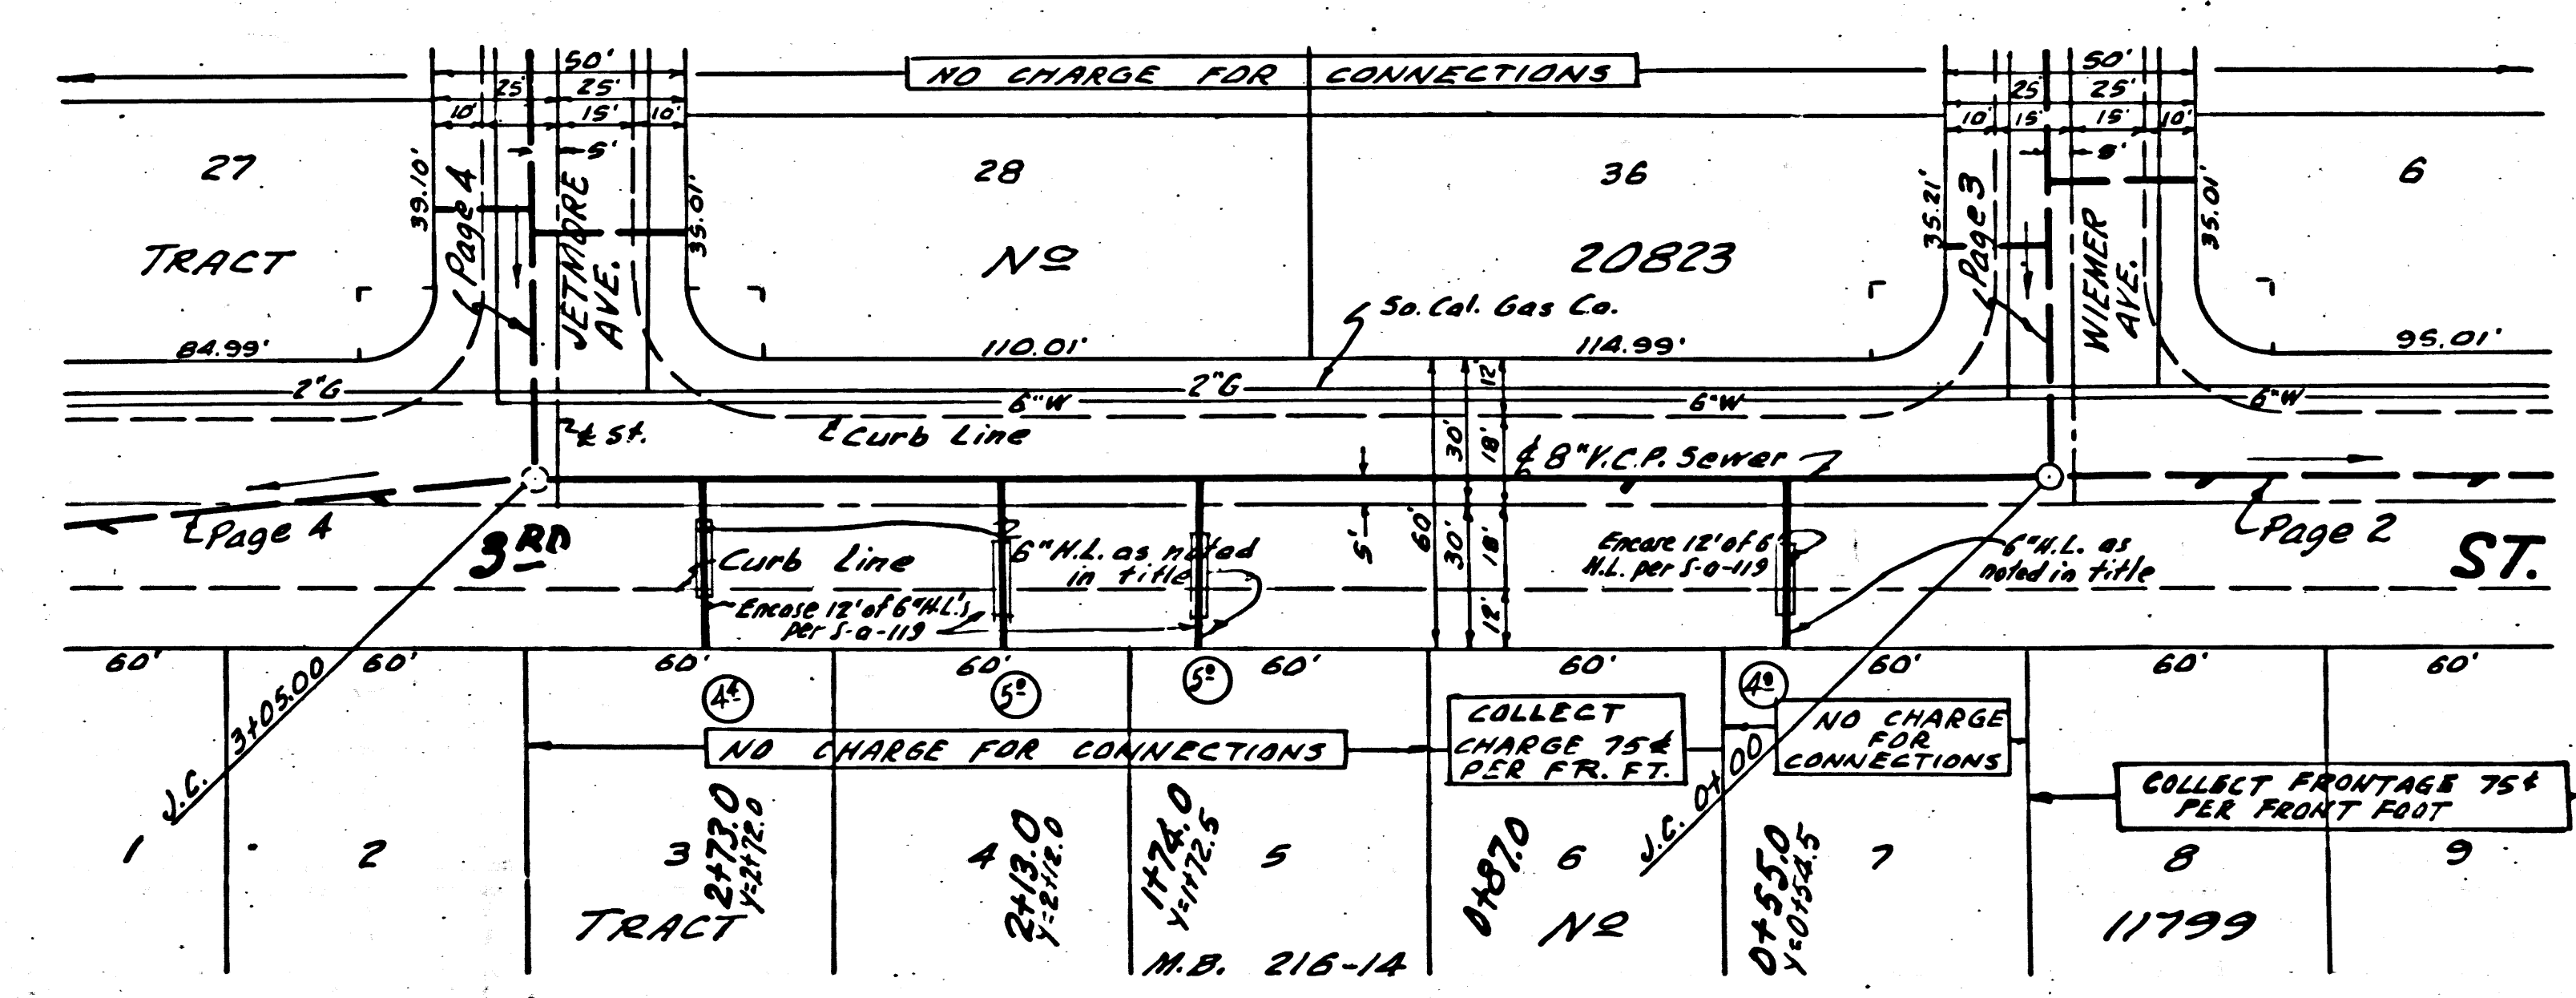 NO CHARGE FOR CONNECTIONS
50'
25' 25'
10' 15' 10'
5'
50'
25' 25'
10' 15' 15' 10'
27
28
36
6
39.10'
Page 4
JETMORE
AVE.
35.01'
35.21'
Page 3
WIEMER
AVE.
35.01'
TRACT
Nº
20823
So. Cal. Gas Co.
84.99'
110.01'
114.99'
95.01'
2"G
2"G
6"W
6"W
6"W
12'
¢ St.
Curb Line
30'
18'
¢ 8" V.C.P. Sewer
Page 4
3RD
Curb Line
6" H.L. as noted
in title
5'
60'
30'
18'
12'
Encase 12' of 6"
H.L. per S-a-119
6" H.L. as
noted in title
Page 2
ST.
Encase 12' of 6" H.L.'s
per S-a-119
60'
60'
60'
60'
60'
60'
60'
60'
60'
J.C. 3+05.00
NO CHARGE FOR CONNECTIONS
COLLECT
CHARGE 75¢
PER FR. FT.
NO CHARGE
FOR
CONNECTIONS
COLLECT FRONTAGE 75¢
PER FRONT FOOT
J.C. 0+00
1
2
3
2+73.0
Y=2+72.0
4
2+13.0
Y=2+12.0
1+74.0
Y=1+72.5
5
0+87.0
6
0+55.0
Y=0+54.5
7
8
9
TRACT
Nº
11799
M.B. 216-14